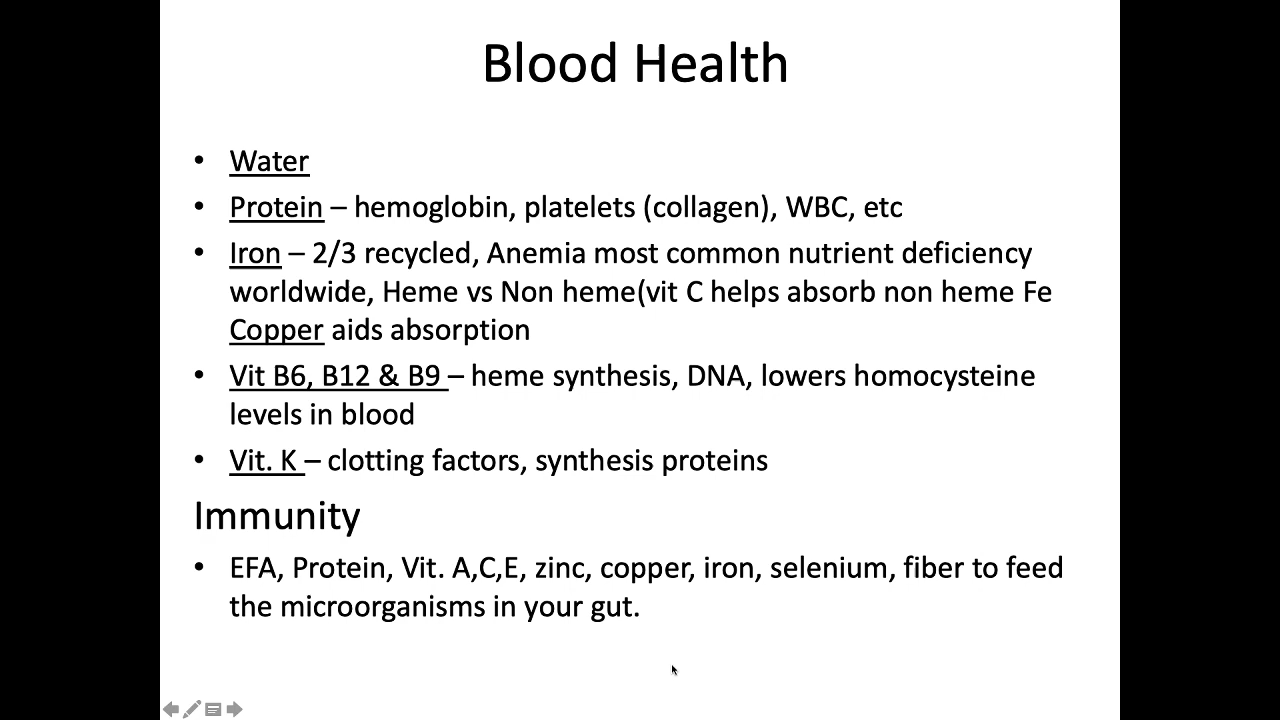 Blood Health
• Water
• Protein – hemoglobin, platelets (collagen), WBC, etc
• Iron – 2/3 recycled, Anemia most common nutrient deficiency
worldwide, Heme vs Non heme(vit C helps absorb non heme Fe
Copper aids absorption
• Vit B6, B12 & B9 – heme synthesis, DNA, lowers homocysteine
levels in blood
• Vit. K – clotting factors, synthesis proteins
Immunity
• EFA, Protein, Vit. A,C,E, zinc, copper, iron, selenium, fiber to feed
the microorganisms in your gut.